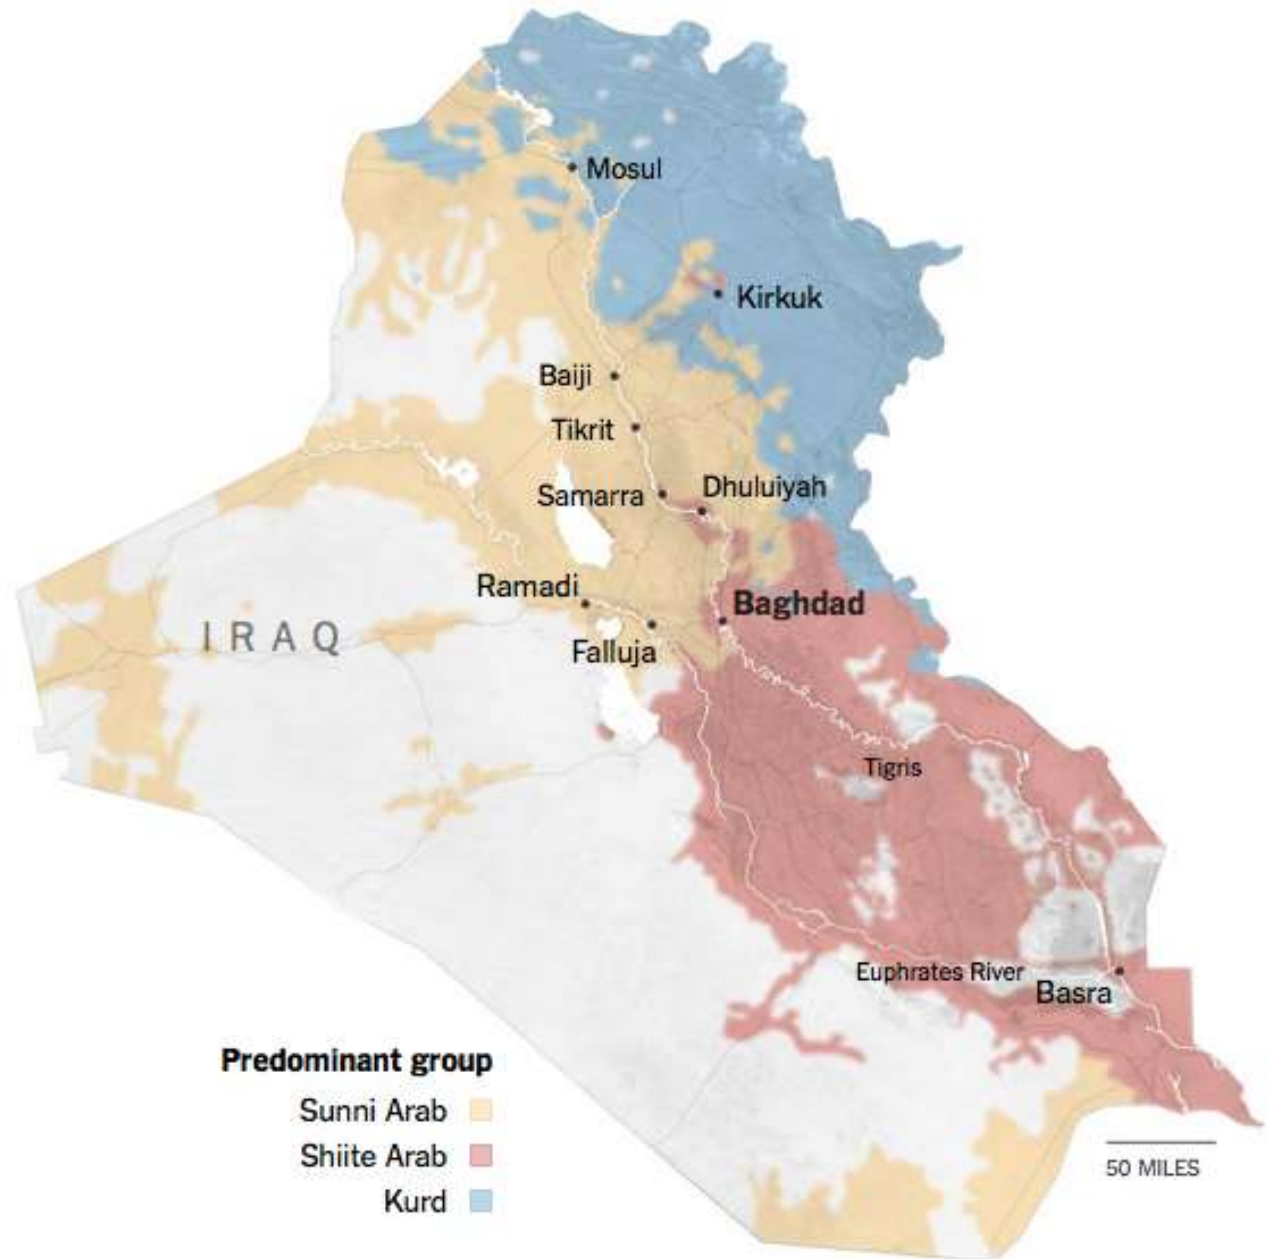 Mosul
Kirkuk
Baiji
Tikrit
Samarra
Dhuluiyah
Ramadi
Baghdad
IRAQ
Falluja
Tigris
Euphrates River
Basra
Predominant group
Sunni Arab
Shiite Arab
Kurd
50 MILES